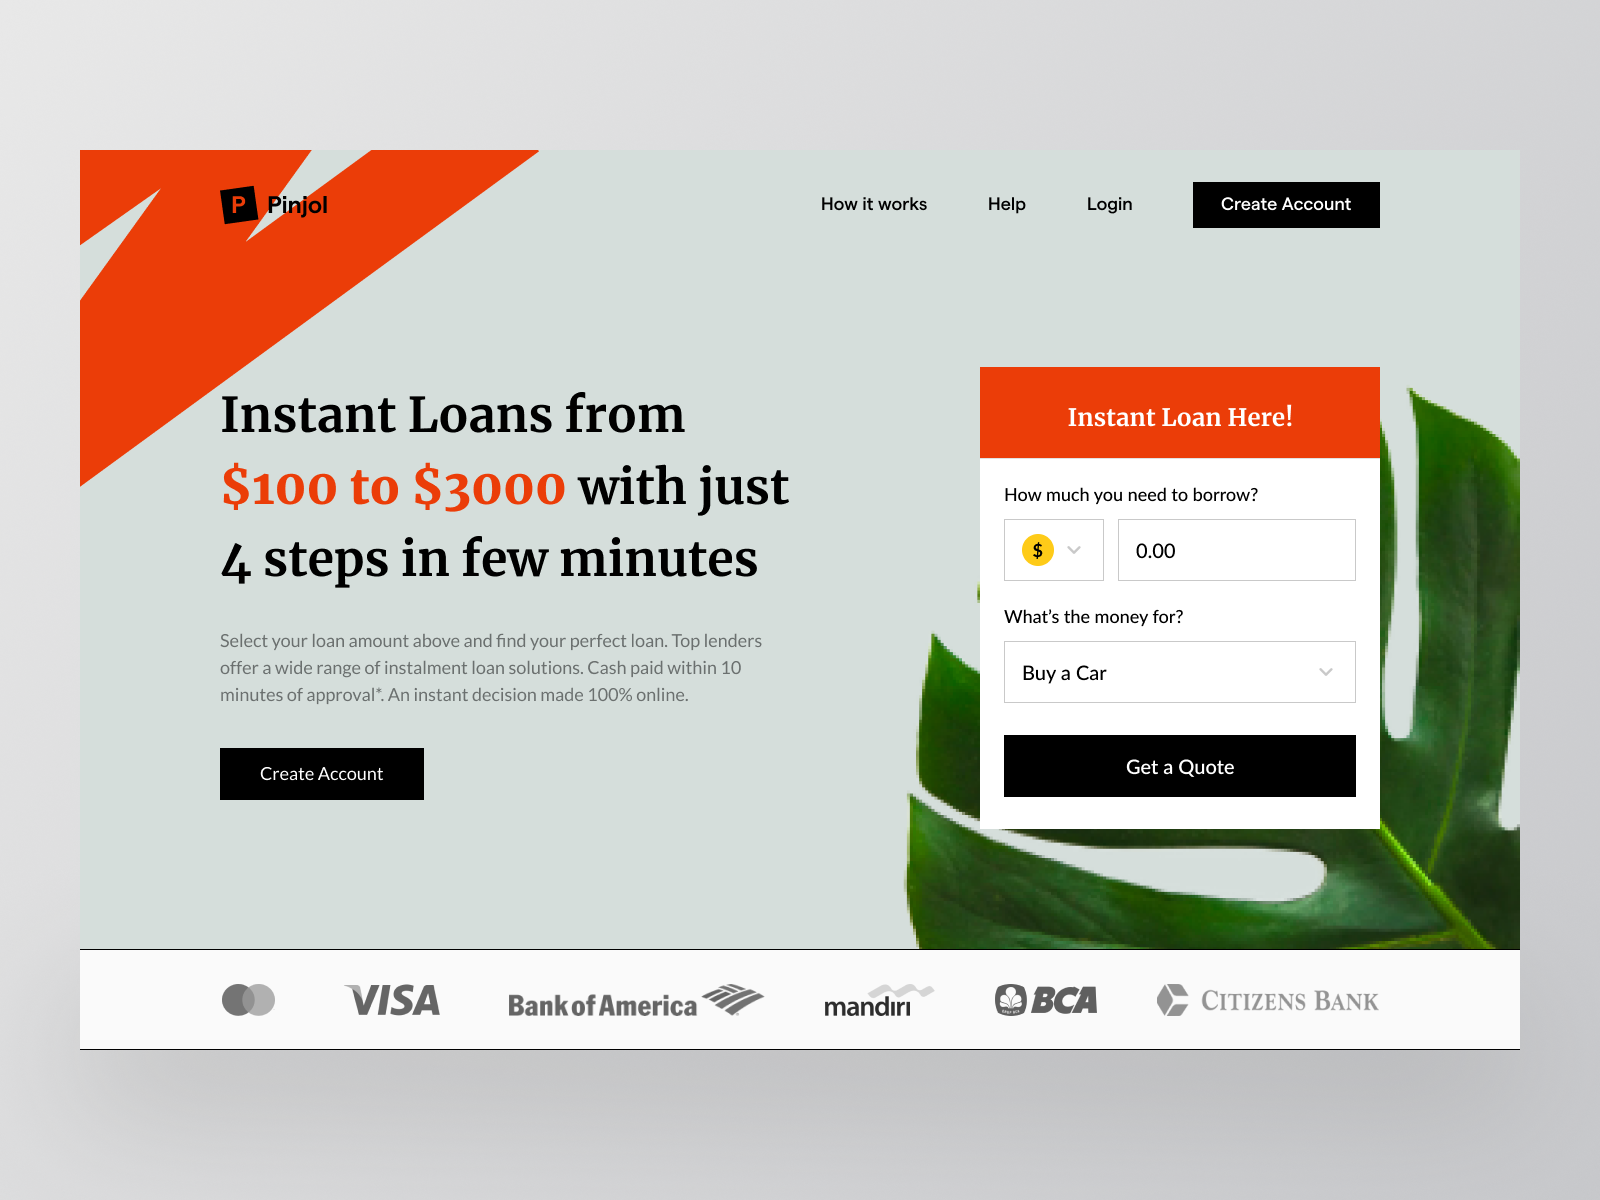 P Pinjol
How it works
Help
Login
Create Account
Instant Loans from
$100 to $3000 with just
4 steps in few minutes
Select your loan amount above and find your perfect loan. Top lenders
offer a wide range of instalment loan solutions. Cash paid within 10
minutes of approval*. An instant decision made 100% online.
Create Account
Instant Loan Here!
How much you need to borrow?
$
0.00
What's the money for?
Buy a Car
Get a Quote
VISA
Bank of America
mandiri
BCA
CITIZENS BANK